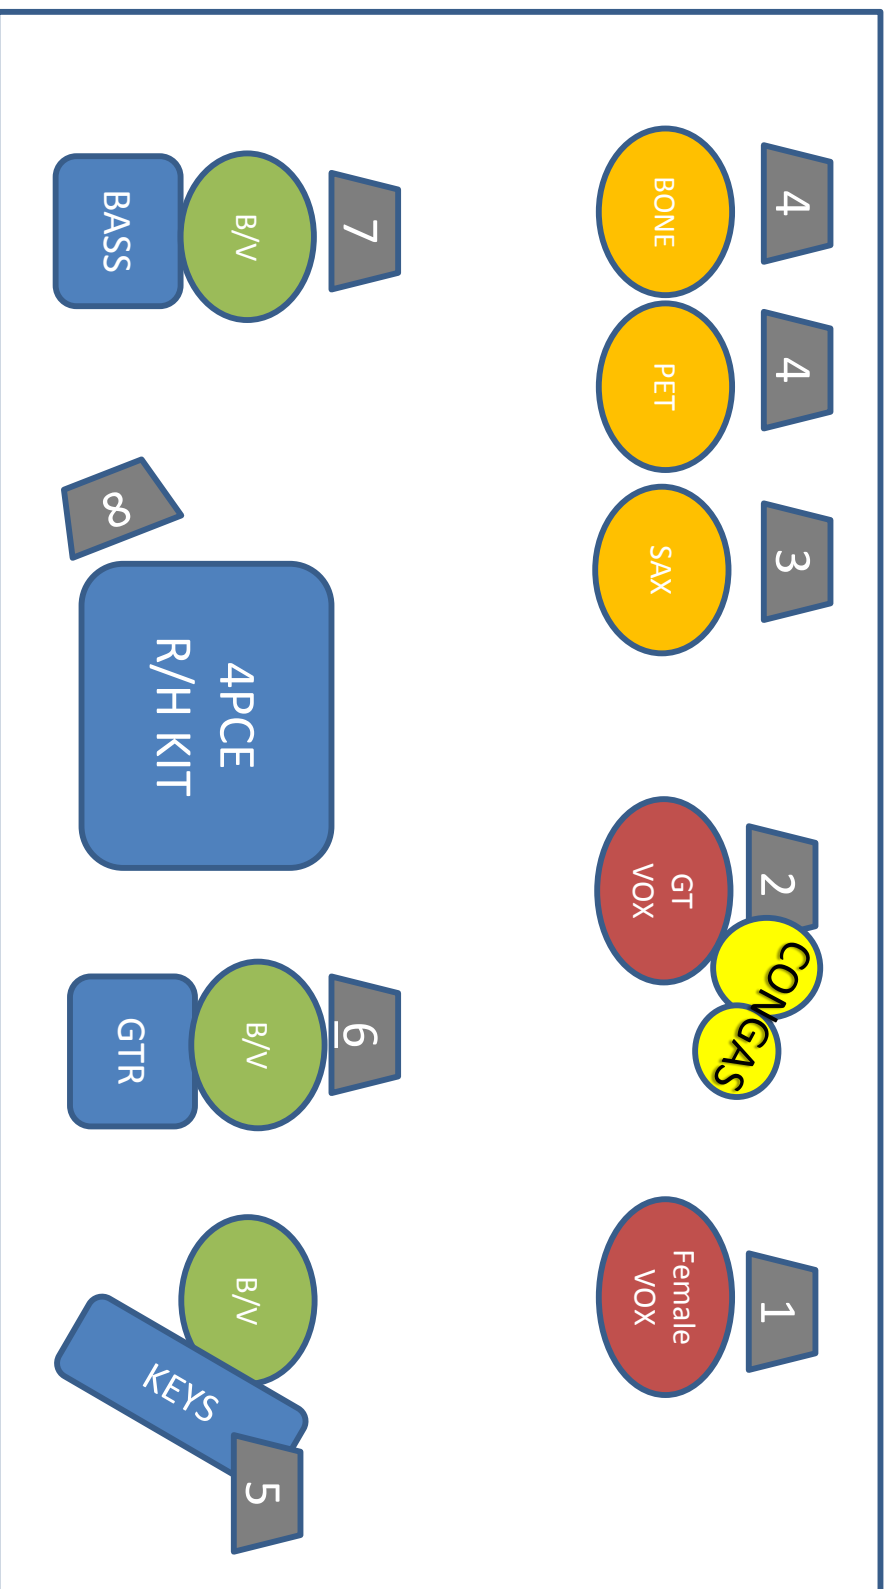 4
4
3
2
1
CONGAS
BONE
PET
SAX
GT
VOX
Female
VOX
7
6
B/V
B/V
B/V
5
4PCE
R/H KIT
KEYS
BASS
8
GTR